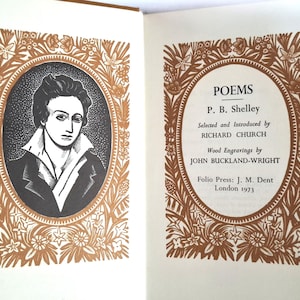 POEMS
P. B. Shelley
Selected and Introduced by
RICHARD CHURCH
Wood Engravings by
JOHN BUCKLAND-WRIGHT
Folio Press: J. M. Dent
London 1973